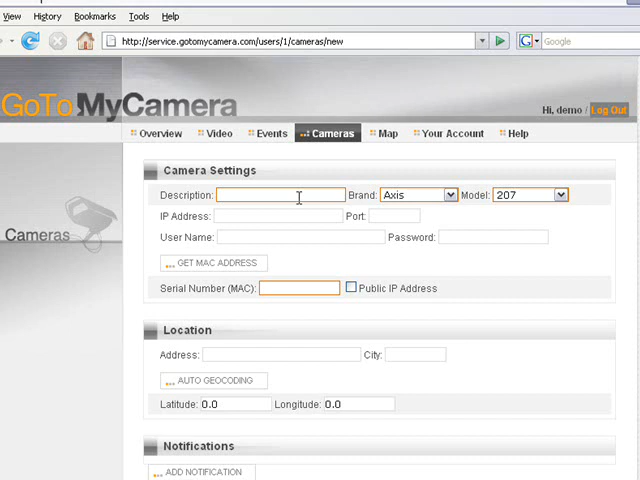 View History Bookmarks Tools Help
http://service.gotomycamera.com/users/1/cameras/new
G Google
GoToMyCamera
Hi, demo / Log Out
Overview Video Events Cameras Map Your Account Help
Cameras
Camera Settings
Description: Brand: Axis Model: 207
IP Address: Port:
User Name: Password:
GET MAC ADDRESS
Serial Number (MAC): Public IP Address
Location
Address: City:
AUTO GEOCODING
Latitude: 0.0 Longitude: 0.0
Notifications
ADD NOTIFICATION